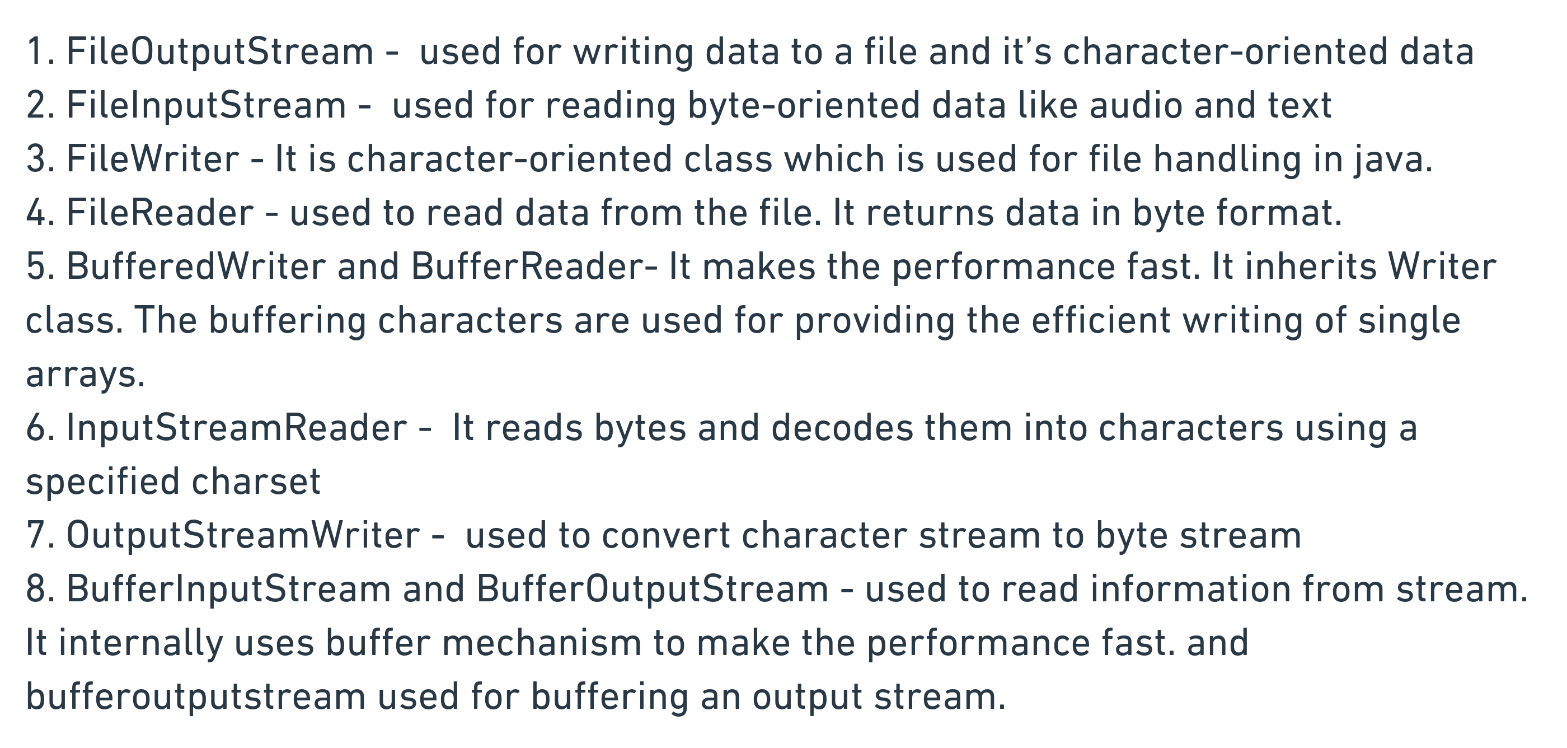 1. FileOutputStream -  used for writing data to a file and it’s character-oriented data
2. FileInputStream -  used for reading byte-oriented data like audio and text
3. FileWriter - It is character-oriented class which is used for file handling in java.
4. FileReader - used to read data from the file. It returns data in byte format.
5. BufferedWriter and BufferReader- It makes the performance fast. It inherits Writer
class. The buffering characters are used for providing the efficient writing of single
arrays.
6. InputStreamReader -  It reads bytes and decodes them into characters using a
specified charset
7. OutputStreamWriter -  used to convert character stream to byte stream
8. BufferInputStream and BufferOutputStream - used to read information from stream.
It internally uses buffer mechanism to make the performance fast. and
bufferoutputstream used for buffering an output stream.